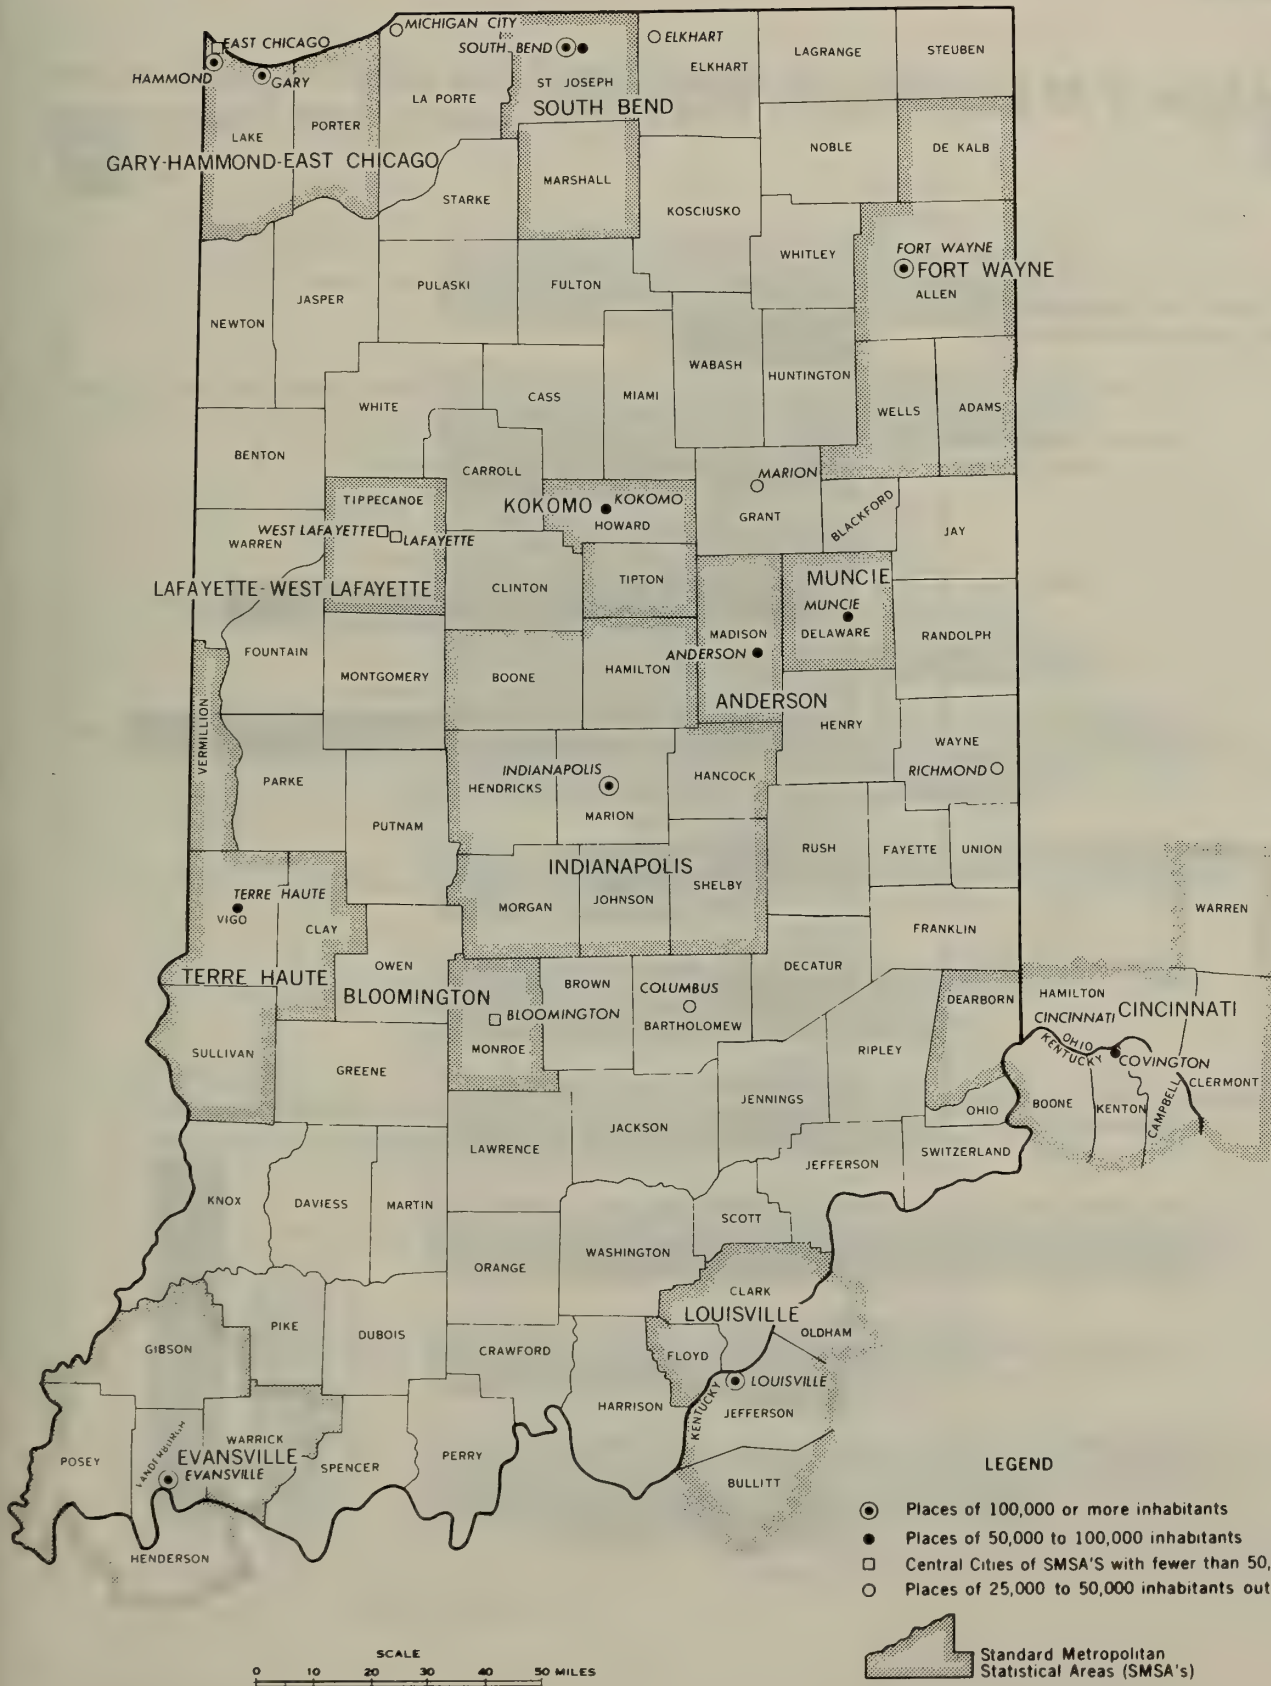 MICHIGAN CITY
EAST CHICAGO
SOUTH BEND
ELKHART
LAGRANGE
STEUBEN
HAMMOND
GARY
ELKHART
ST JOSEPH
LA PORTE
SOUTH BEND
LAKE
PORTER
NOBLE
DE KALB
GARY-HAMMOND-EAST CHICAGO
MARSHALL
STARKE
KOSCIUSKO
FORT WAYNE
WHITLEY
FORT WAYNE
ALLEN
PULASKI
FULTON
JASPER
NEWTON
WABASH
HUNTINGTON
WHITE
CASS
MIAMI
WELLS
ADAMS
BENTON
CARROLL
MARION
TIPPECANOE
KOKOMO
KOKOMO
HOWARD
GRANT
BLACKFORD
WEST LAFAYETTE
LAFAYETTE
WARREN
JAY
LAFAYETTE-WEST LAFAYETTE
CLINTON
TIPTON
MUNCIE
MUNCIE
DELAWARE
MADISON
RANDOLPH
FOUNTAIN
ANDERSON
MONTGOMERY
BOONE
HAMILTON
ANDERSON
HENRY
VERMILLION
WAYNE
RICHMOND
PARKE
INDIANAPOLIS
HENDRICKS
HANCOCK
MARION
PUTNAM
RUSH
FAYETTE
UNION
INDIANAPOLIS
SHELBY
TERRE HAUTE
VIGO
CLAY
MORGAN
JOHNSON
WARREN
FRANKLIN
OWEN
DECATUR
TERRE HAUTE
BLOOMINGTON
BROWN
COLUMBUS
DEARBORN
HAMILTON
CINCINNATI
CINCINNATI
BLOOMINGTON
BARTHOLOMEW
OHIO
KENTUCKY
COVINGTON
SULLIVAN
MONROE
RIPLEY
GREENE
CLERMONT
JENNINGS
OHIO
BOONE
KENTON
CAMPBELL
JACKSON
LAWRENCE
JEFFERSON
SWITZERLAND
KNOX
DAVIESS
MARTIN
SCOTT
WASHINGTON
ORANGE
CLARK
LOUISVILLE
PIKE
DUBOIS
OLDHAM
GIBSON
CRAWFORD
FLOYD
LOUISVILLE
KENTUCKY
HARRISON
JEFFERSON
WARRICK
VANDERBURGH
EVANSVILLE
PERRY
POSEY
EVANSVILLE
SPENCER
BULLITT
HENDERSON
LEGEND
Places of 100,000 or more inhabitants
Places of 50,000 to 100,000 inhabitants
Central Cities of SMSA'S with fewer than 50,
Places of 25,000 to 50,000 inhabitants out
Standard Metropolitan
Statistical Areas (SMSA's)
SCALE
0 10 20 30 40 50 MILES